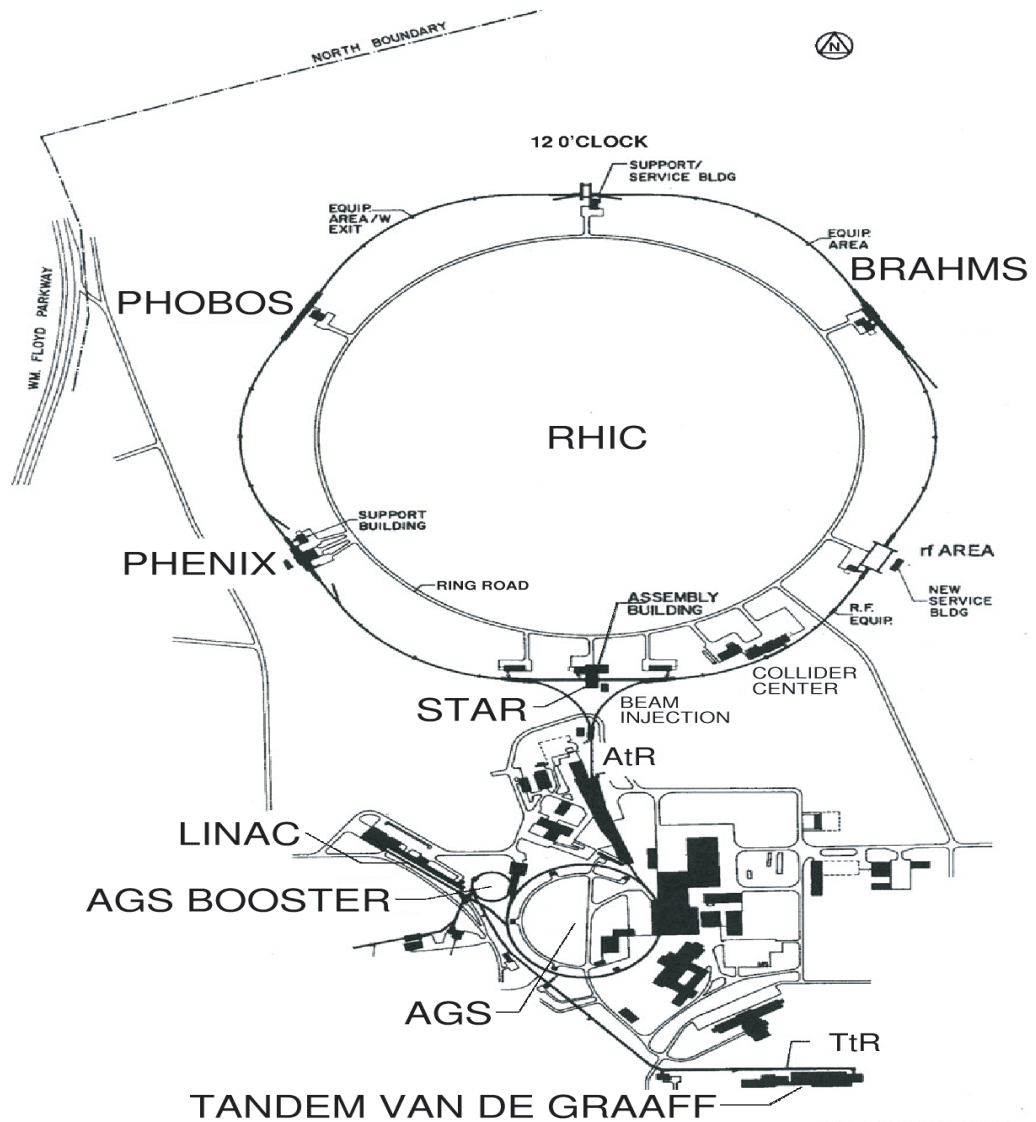 NORTH BOUNDARY
N
12 0'CLOCK
SUPPORT/
SERVICE BLDG
EQUIP.
AREA/W
EXIT
EQUIP.
AREA
BRAHMS
PHOBOS
WM. FLOYD PARKWAY
RHIC
SUPPORT
BUILDING
PHENIX
rf AREA
RING ROAD
NEW
SERVICE
BLDG
ASSEMBLY
BUILDING
R.F.
EQUIP.
COLLIDER
CENTER
STAR
BEAM
INJECTION
AtR
LINAC
AGS BOOSTER
AGS
TtR
TANDEM VAN DE GRAAFF